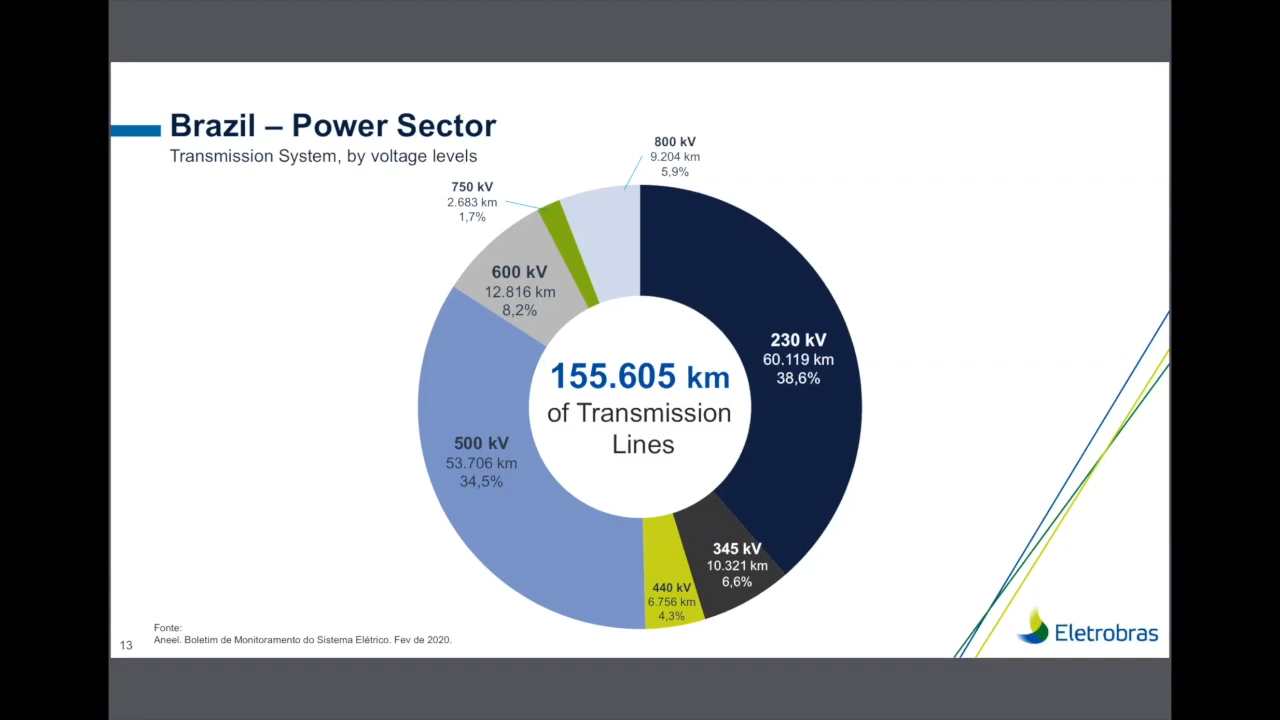 Brazil – Power Sector
Transmission System, by voltage levels
800 kV
9.204 km
5,9%
750 kV
2.683 km
1,7%
600 kV
12.816 km
8,2%
230 kV
60.119 km
38,6%
155.605 km
of Transmission
Lines
500 kV
53.706 km
34,5%
345 kV
10.321 km
6,6%
440 kV
6.756 km
4,3%
Fonte:
Aneel. Boletim de Monitoramento do Sistema Elétrico. Fev de 2020.
13
Eletrobras